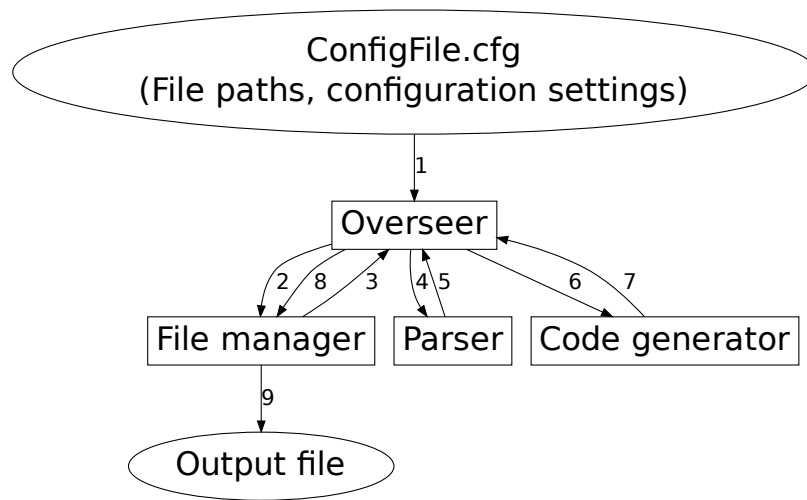 ConfigFile.cfg
(File paths, configuration settings)
1
Overseer
2
8
3
4
5
6
7
File manager
Parser
Code generator
9
Output file